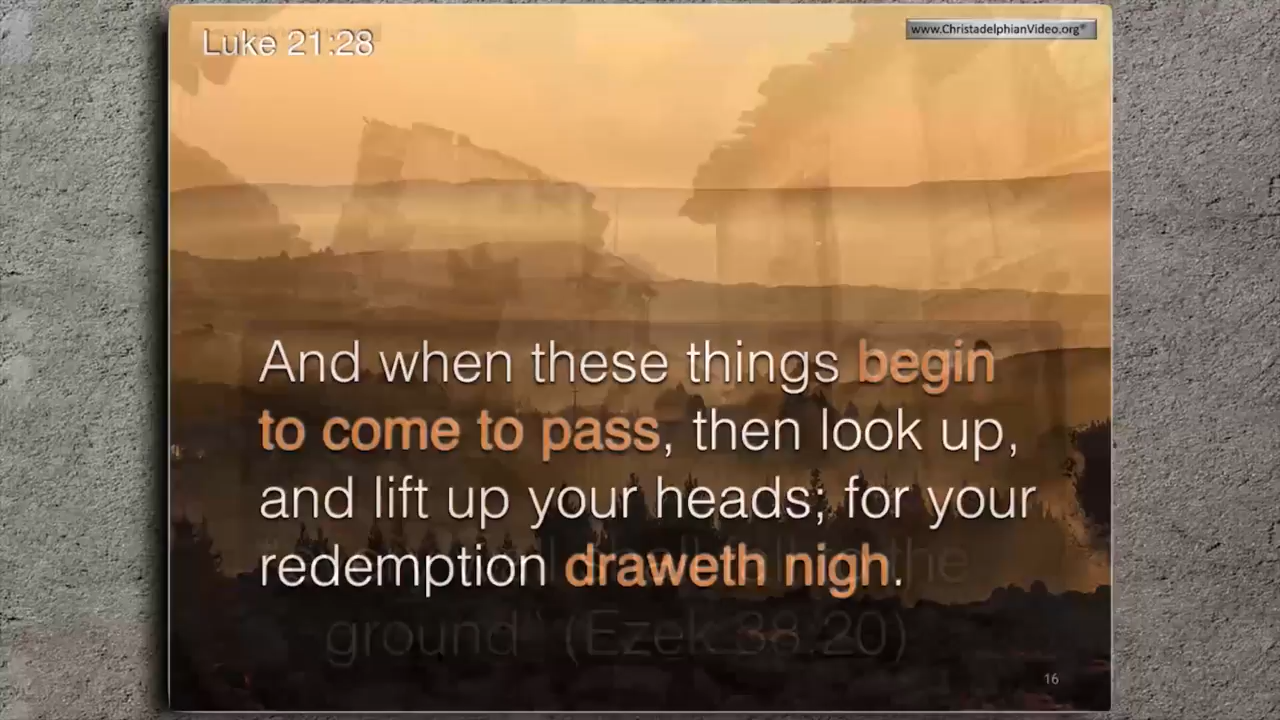 Luke 21:28
www.ChristadelphianVideo.org®
And when these things begin
to come to pass, then look up,
and lift up your heads; for your
redemption draweth nigh.
the
ground" (Ezek 38:20)
16